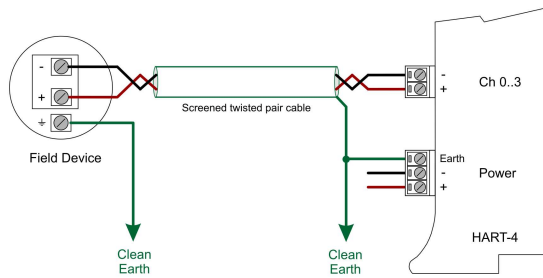 -
+
⏚
Field Device
Clean
Earth
Screened twisted pair cable
Clean
Earth
-
+
Ch 0..3
Earth
-
+
Power
HART-4